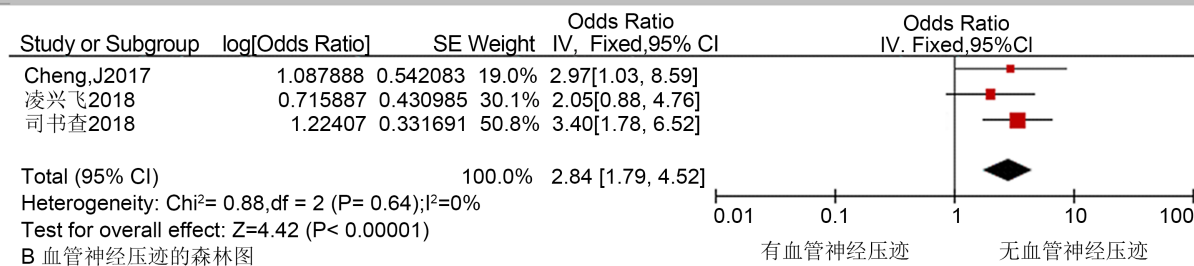 Odds Ratio Odds Ratio
Study or Subgroup log[Odds Ratio] SE Weight IV, Fixed,95% CI IV. Fixed,95%CI
Cheng,J2017 1.087888 0.542083 19.0% 2.97[1.03, 8.59]
凌兴飞2018 0.715887 0.430985 30.1% 2.05[0.88, 4.76]
司书查2018 1.22407 0.331691 50.8% 3.40[1.78, 6.52]
Total (95% CI) 100.0% 2.84 [1.79, 4.52]
Heterogeneity: Chi²= 0.88,df = 2 (P= 0.64);I²=0%
Test for overall effect: Z=4.42 (P< 0.00001)
0.01 0.1 1 10 100
有血管神经压迹 无血管神经压迹
B 血管神经压迹的森林图